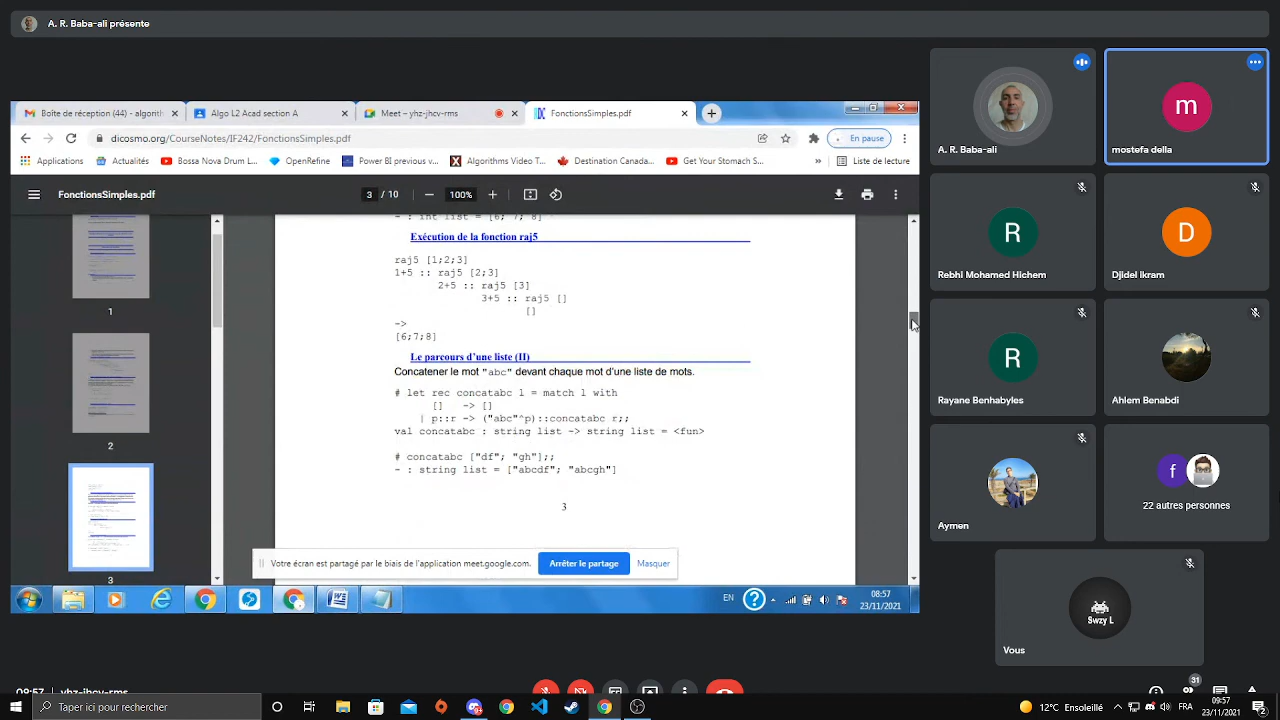 A. R. Baba-ali présente
Boîte de réception (44) - algorith
Algo L2 Acad section A
Meet – yhz-jhcv-rms
FonctionsSimples.pdf
dicosmo.org/CourseNotes/IF242/FonctionsSimples.pdf
En pause
Applications
Actualités
Bossa Nova Drum L...
OpenRefine
Power BI previous v...
Algorithms Video T...
Destination Canada...
Get Your Stomach S...
»
Liste de lecture
FonctionsSimples.pdf
3 / 10
100%
1
2
3
- : int list = [6; 7; 8]
Exécution de la fonction raj5
raj5 [1;2;3]
1+5 :: raj5 [2;3]
2+5 :: raj5 [3]
3+5 :: raj5 []
[]
->
[6;7;8]
Le parcours d'une liste (II)
Concatener le mot "abc" devant chaque mot d'une liste de mots.
# let rec concatabc l = match l with
[] -> []
| p::r -> ("abc"^p)::concatabc r;;
val concatabc : string list -> string list = <fun>
# concatabc ["df"; "gh"];;
- : string list = ["abcdf"; "abcgh"]
3
Votre écran est partagé par le biais de l'application meet.google.com.
Arrêter le partage
Masquer
EN
08:57
23/11/2021
A. R. Baba-ali
m
mostefa della
R
Rebhi Mohamed Hichem
D
Djidel Ikram
R
Rayane Benhabyles
Ahlem Benabdi
Aymen
f
22 autres personnes
Swzy L
Vous
09:57
yhz-jhcv-rms
31
Taper ici pour rechercher
12°C Ensoleillé
FRA
09:57
23/11/2021